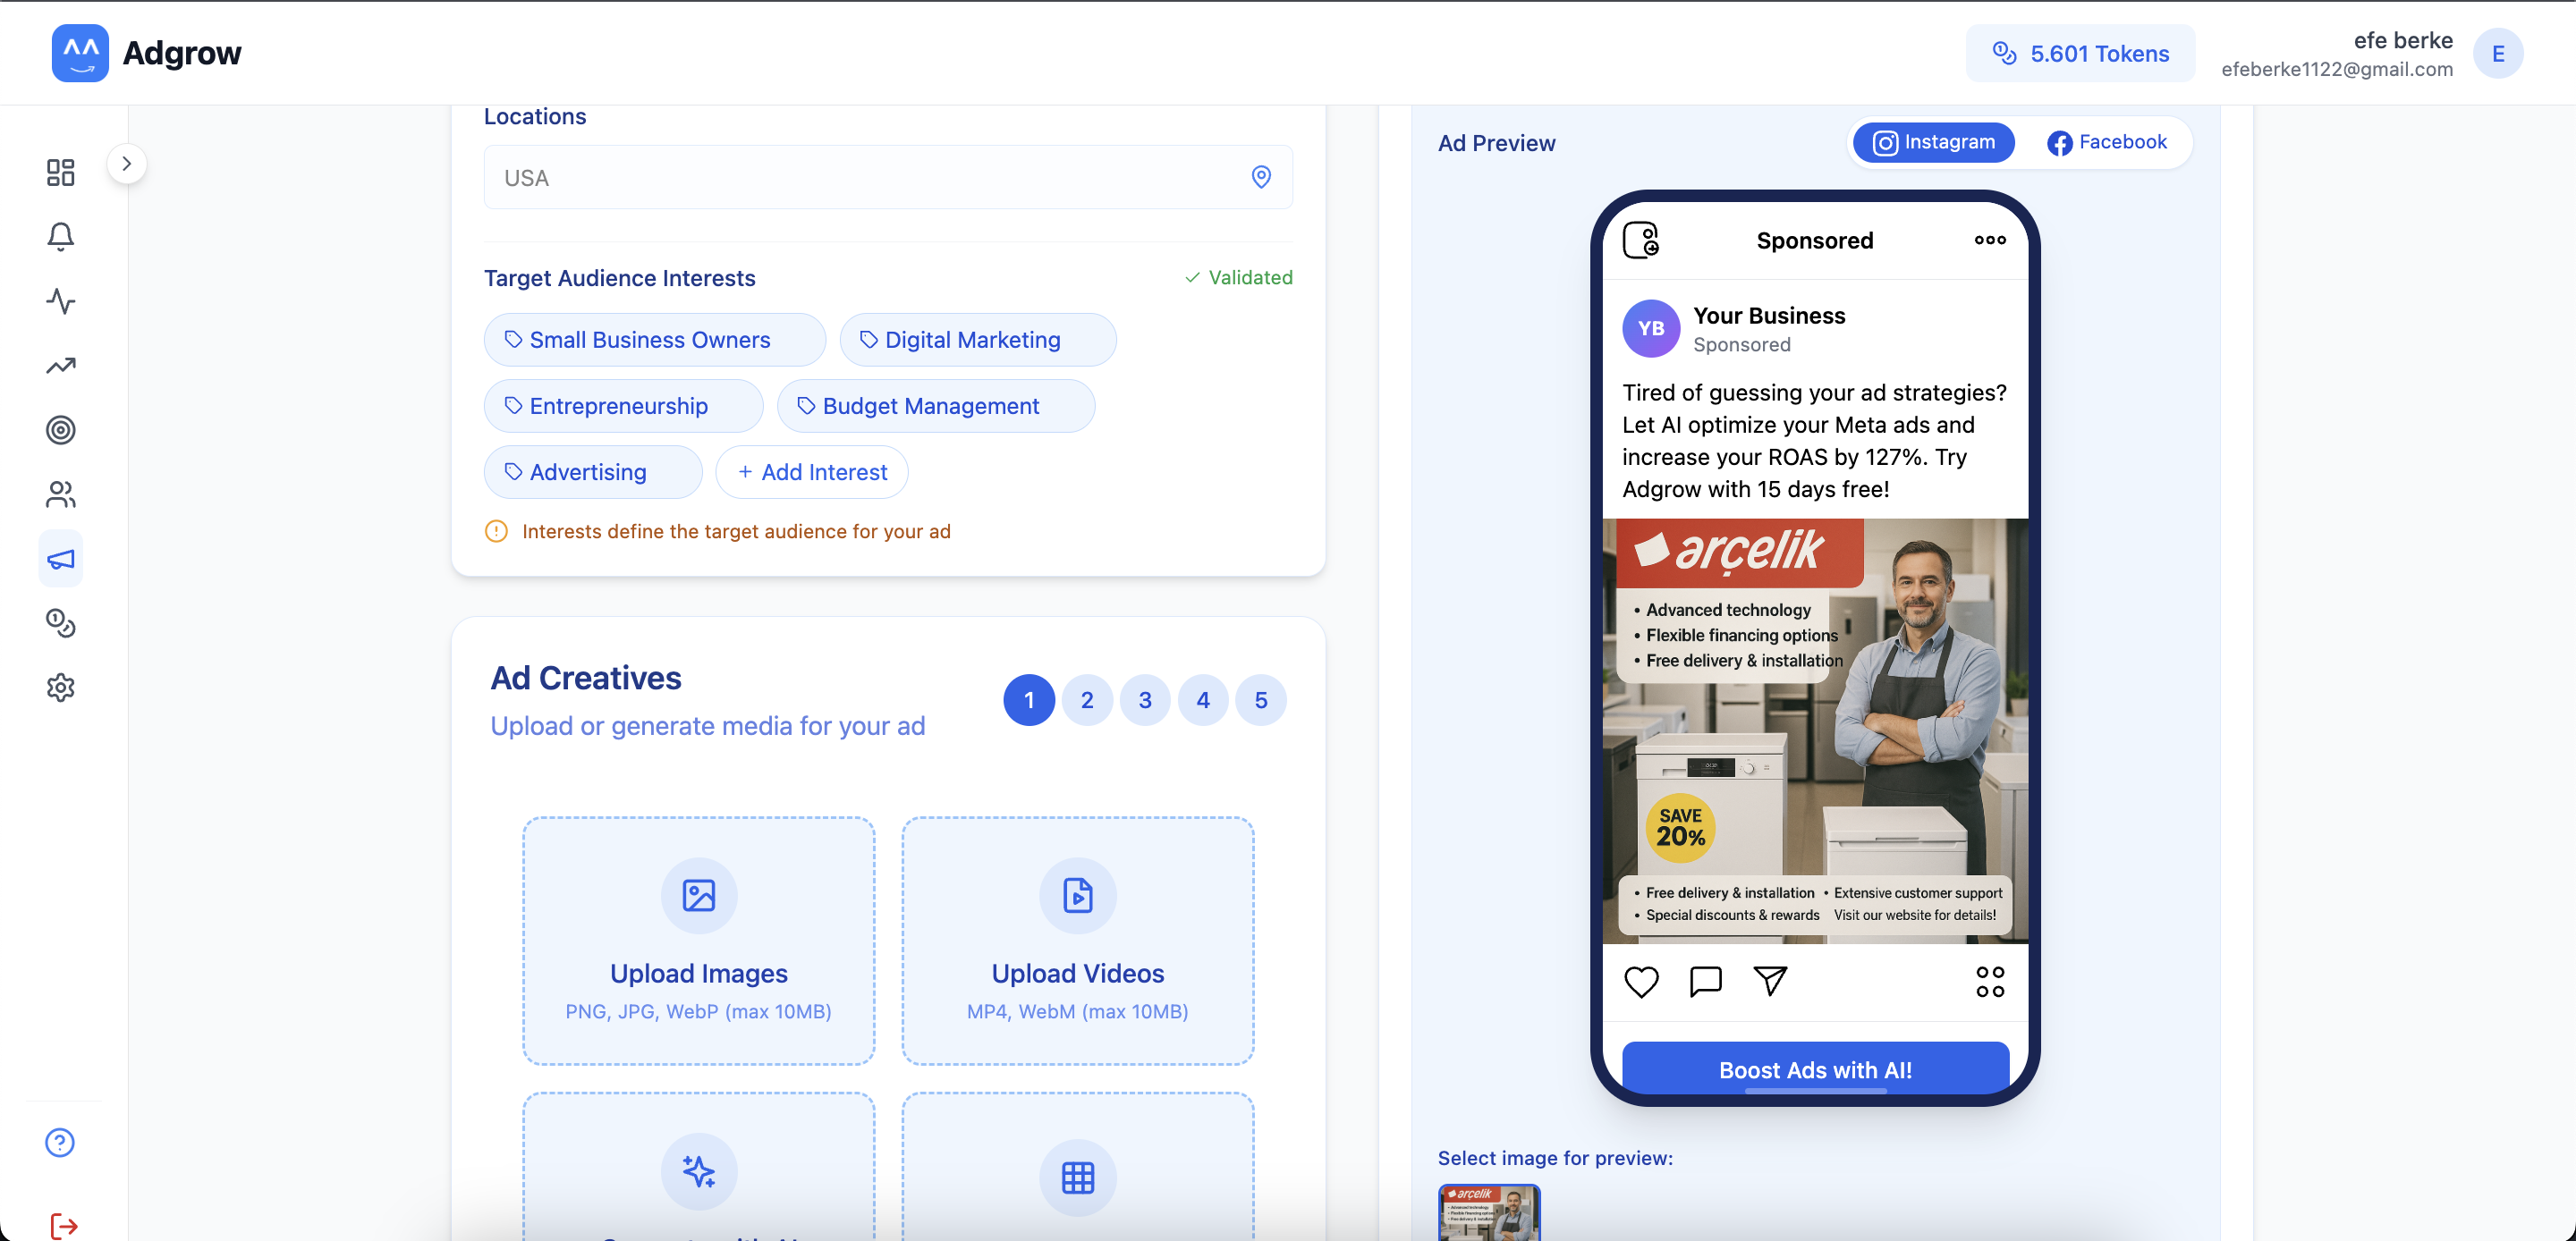 Adgrow
5.601 Tokens
efe berke
efeberke1122@gmail.com
E
Locations
USA
Target Audience Interests
Validated
Small Business Owners
Digital Marketing
Entrepreneurship
Budget Management
Advertising
+ Add Interest
Interests define the target audience for your ad
Ad Creatives
Upload or generate media for your ad
1 2 3 4 5
Upload Images
PNG, JPG, WebP (max 10MB)
Upload Videos
MP4, WebM (max 10MB)
Ad Preview
Instagram
Facebook
Sponsored
YB
Your Business
Sponsored
Tired of guessing your ad strategies?
Let AI optimize your Meta ads and
increase your ROAS by 127%. Try
Adgrow with 15 days free!
arçelik
• Advanced technology
• Flexible financing options
• Free delivery & installation
SAVE
20%
• Free delivery & installation • Extensive customer support
• Special discounts & rewards Visit our website for details!
Boost Ads with AI!
Select image for preview:
arçelik